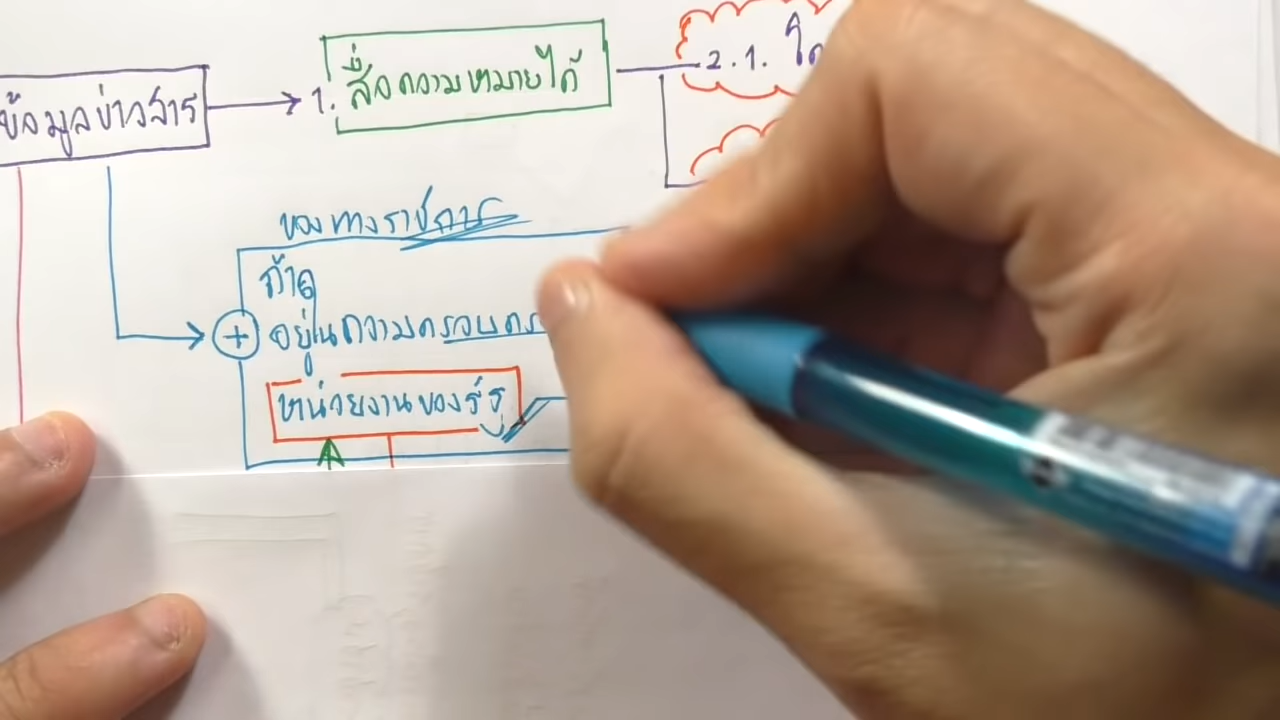 ข้อมูลข่าวสาร
1. สื่อความหมายได้
2.1.
ของทางราชการ
ถ้า
อยู่ในความครอบคร
หน่วยงานของรัฐ